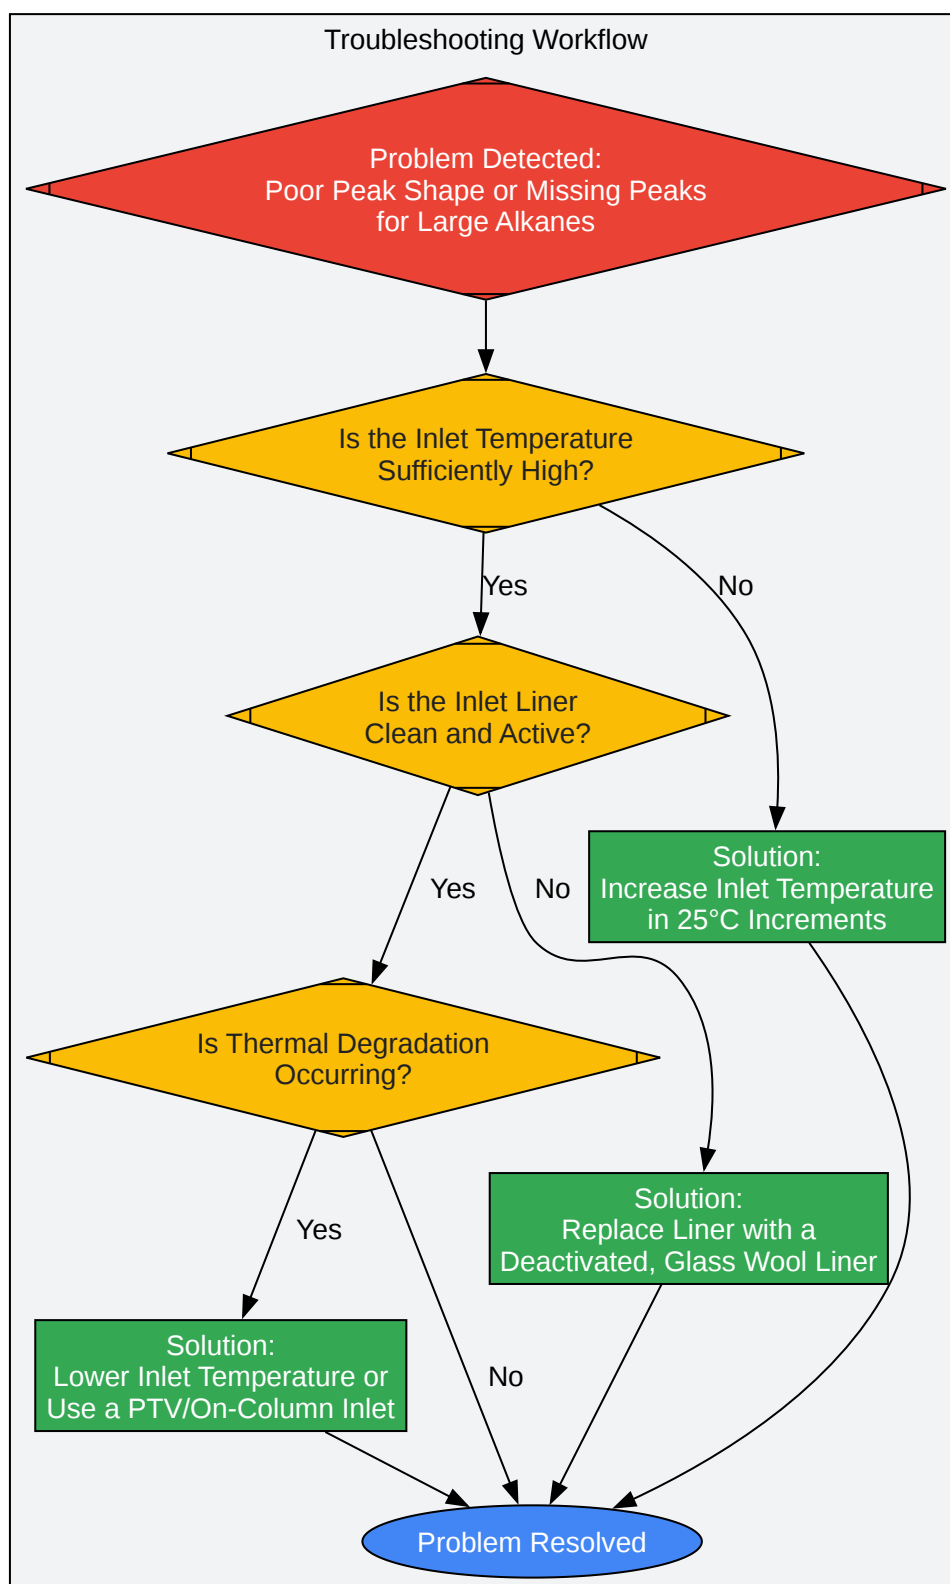 Troubleshooting Workflow
Problem Detected:
Poor Peak Shape or Missing Peaks
for Large Alkanes
Is the Inlet Temperature
Sufficiently High?
Yes
No
Is the Inlet Liner
Clean and Active?
Yes
No
Solution:
Increase Inlet Temperature
in 25°C Increments
Is Thermal Degradation
Occurring?
Yes
Solution:
Replace Liner with a
Deactivated, Glass Wool Liner
No
Solution:
Lower Inlet Temperature or
Use a PTV/On-Column Inlet
Problem Resolved